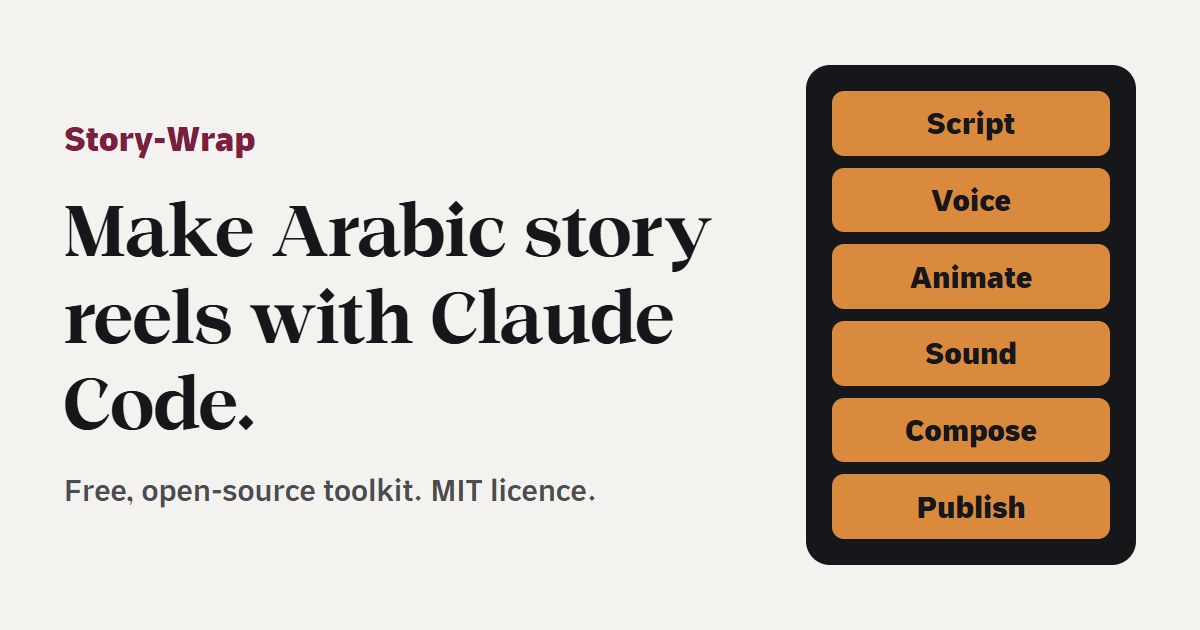 Story-Wrap
Make Arabic story
reels with Claude
Code.
Free, open-source toolkit. MIT licence.
Script
Voice
Animate
Sound
Compose
Publish